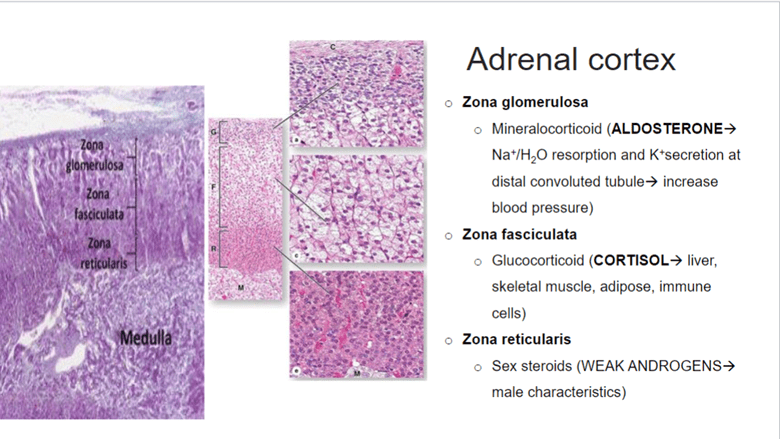 Adrenal cortex
Zona glomerulosa
Mineralocorticoid (ALDOSTERONE→
Na⁺/H₂O resorption and K⁺secretion at
distal convoluted tubule→ increase
blood pressure)
Zona fasciculata
Glucocorticoid (CORTISOL→ liver,
skeletal muscle, adipose, immune
cells)
Zona reticularis
Sex steroids (WEAK ANDROGENS→
male characteristics)
Zona
glomerulosa
Zona
fasciculata
Zona
reticularis
Medulla
G
F
R
M
C
a
c
e
M